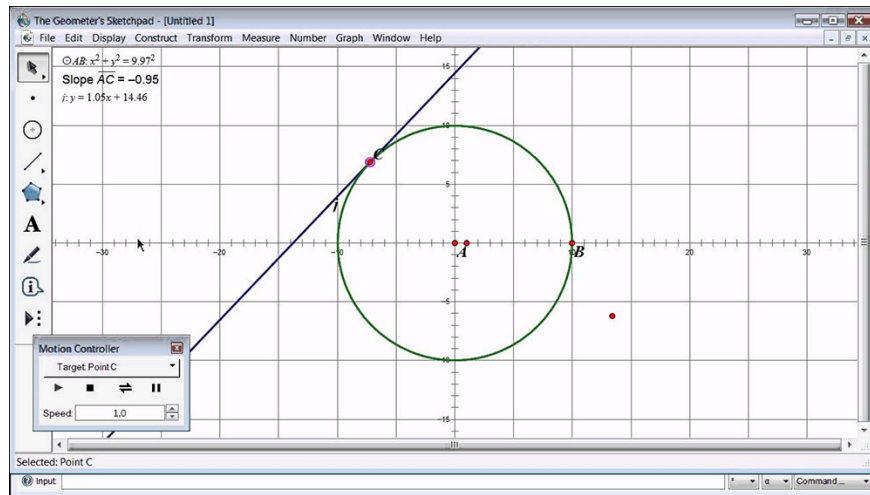 The Geometer's Sketchpad - [Untitled 1]
File Edit Display Construct Transform Measure Number Graph Window Help
⊙AB: x² + y² = 9.97²
Slope AC = −0.95
j: y = 1.05x + 14.46
15
10
C
5
j
A
-30
-20
-10
A B
10
20
30
-5
-10
-15
Motion Controller
Target Point C
Speed: 1.0
Selected: Point C
Input
α
Command ...